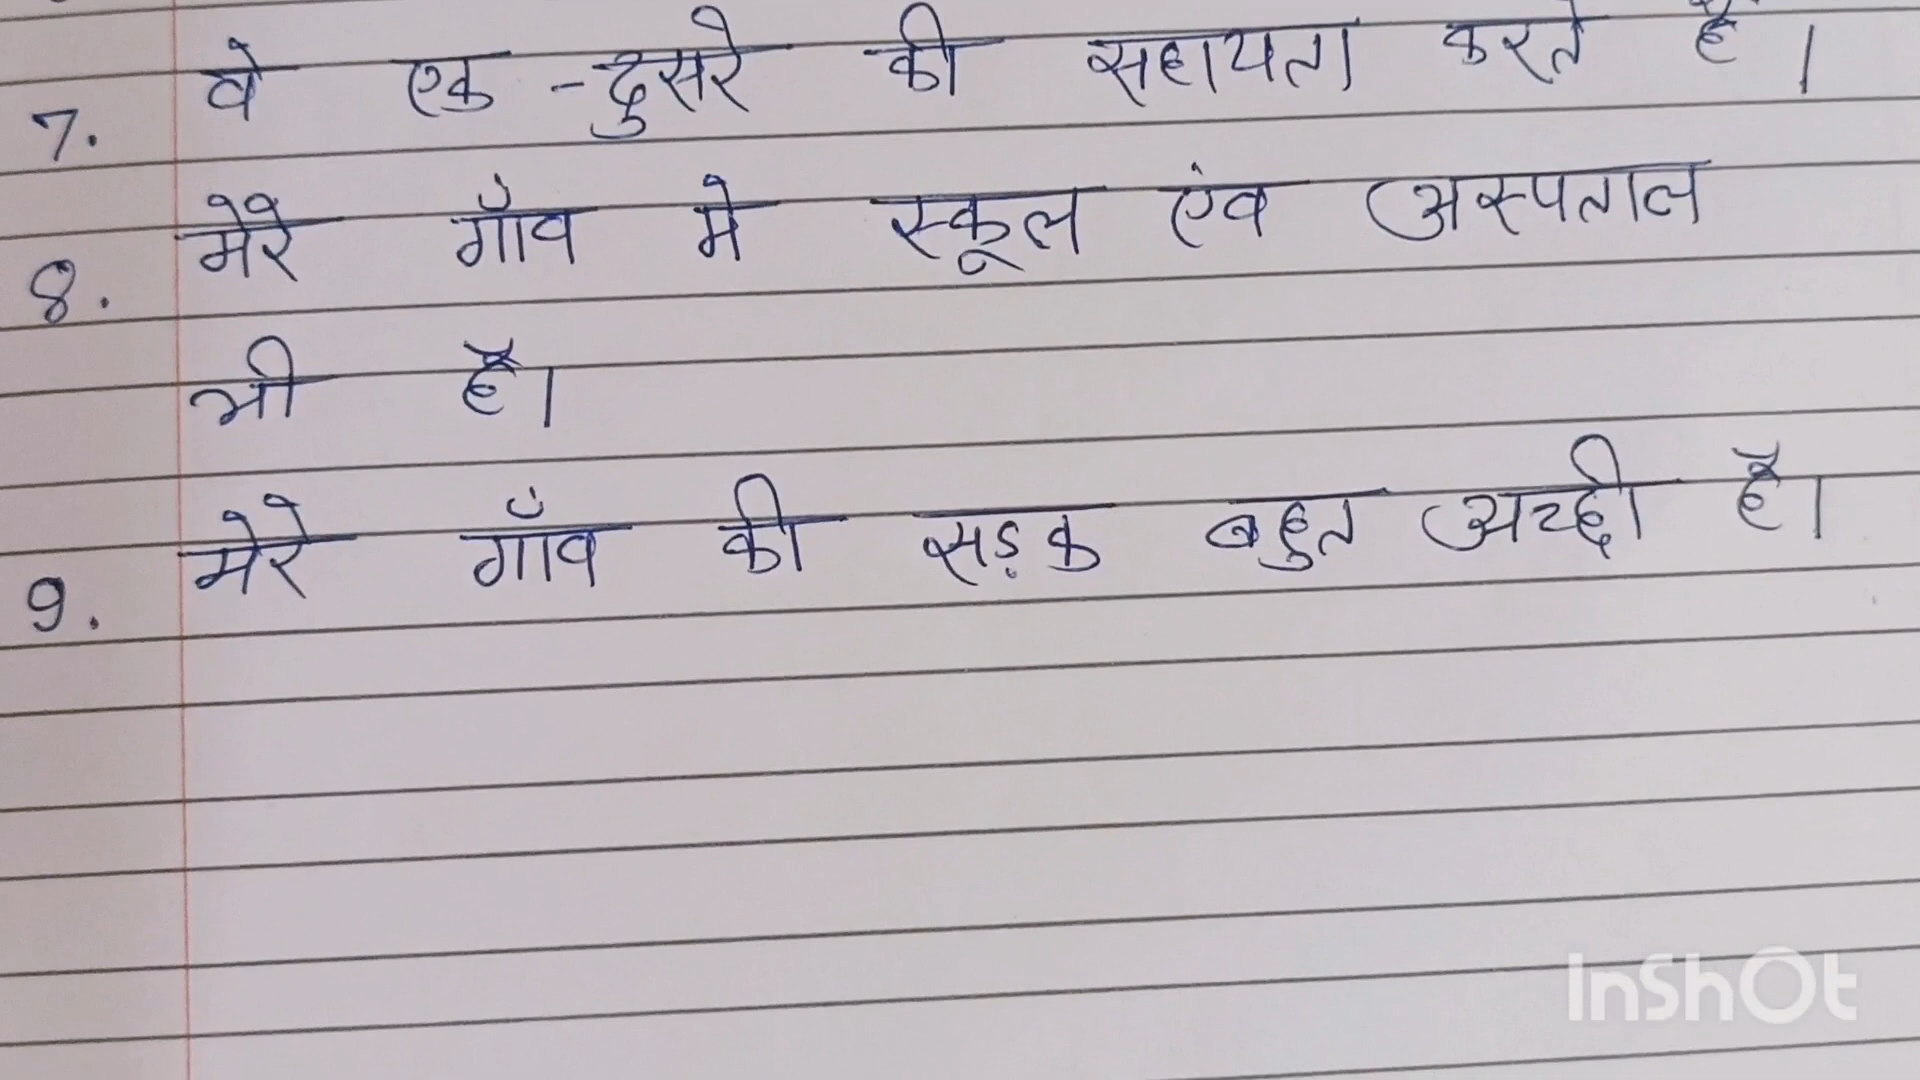 7. वे एक-दुसरे की सहायता करते हैं।
8. मेरे गाँव मे स्कूल एंव अस्पताल
भी है।
9. मेरे गाँव की सड़क बहुत अच्छी है।
InShOt